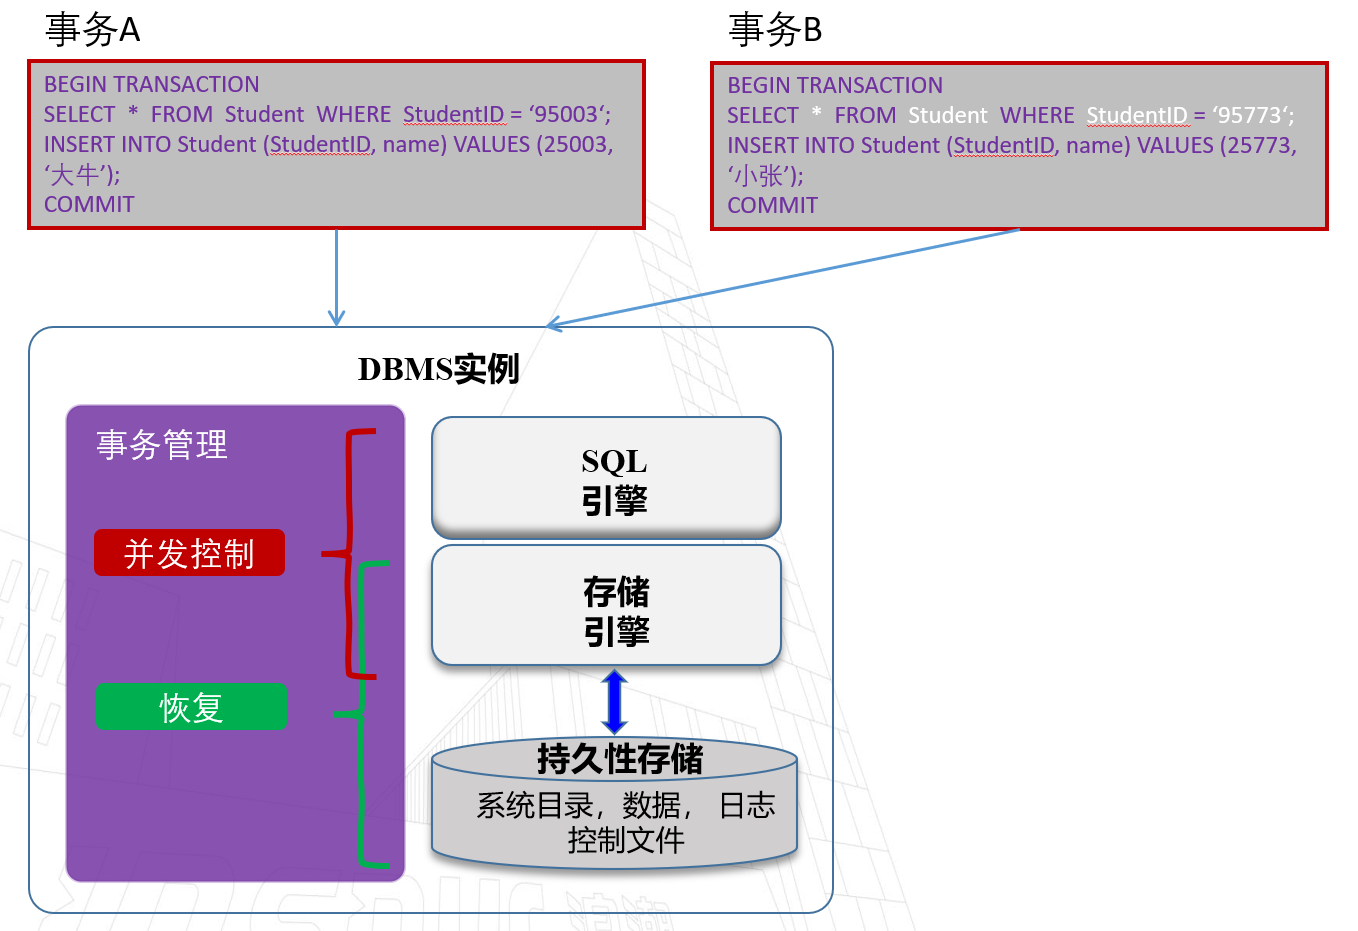 事务A
BEGIN TRANSACTION
SELECT * FROM Student WHERE StudentID = ‘95003‘;
INSERT INTO Student (StudentID, name) VALUES (25003,
‘大牛’);
COMMIT
事务B
BEGIN TRANSACTION
SELECT * FROM Student WHERE StudentID = ‘95773‘;
INSERT INTO Student (StudentID, name) VALUES (25773,
‘小张’);
COMMIT
DBMS实例
事务管理
并发控制
恢复
SQL
引擎
存储
引擎
持久性存储
系统目录，数据， 日志
控制文件